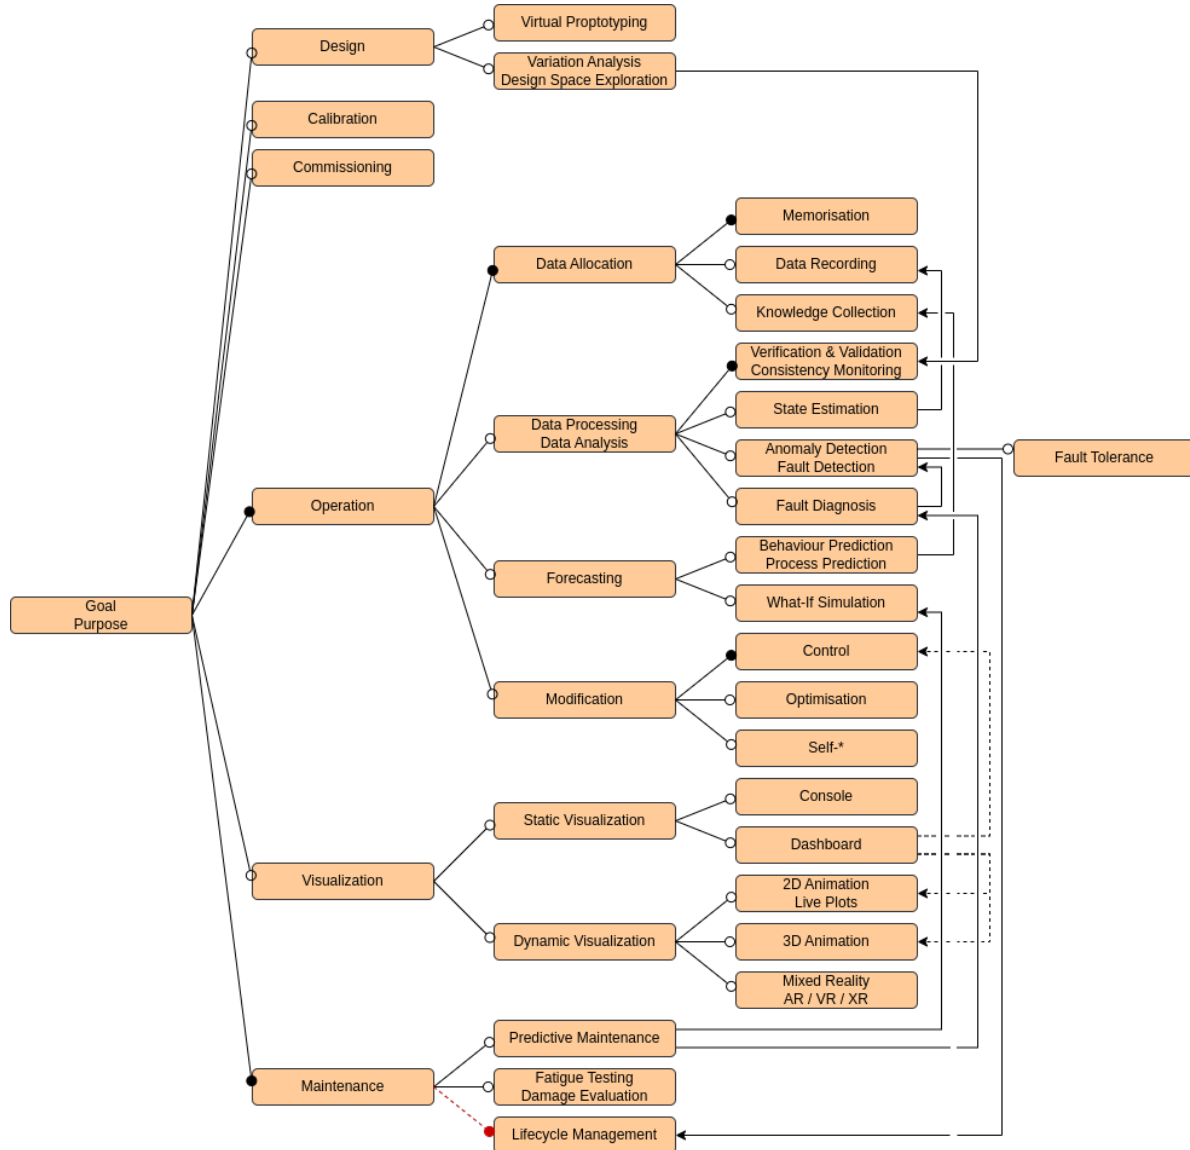 Virtual Proptotyping
Design
Variation Analysis
Design Space Exploration
Calibration
Commissioning
Memorisation
Data Allocation
Data Recording
Knowledge Collection
Verification & Validation
Consistency Monitoring
State Estimation
Data Processing
Data Analysis
Anomaly Detection
Fault Detection
Fault Tolerance
Operation
Fault Diagnosis
Behaviour Prediction
Process Prediction
Forecasting
What-If Simulation
Goal
Purpose
Control
Modification
Optimisation
Self-*
Console
Static Visualization
Dashboard
Visualization
2D Animation
Live Plots
Dynamic Visualization
3D Animation
Mixed Reality
AR / VR / XR
Predictive Maintenance
Maintenance
Fatigue Testing
Damage Evaluation
Lifecycle Management